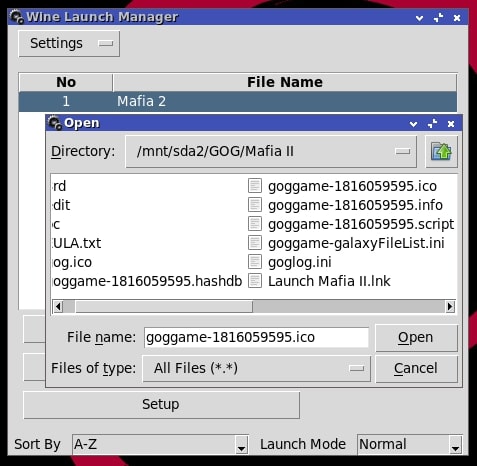 Wine Launch Manager
Settings
No File Name
1 Mafia 2
Open
Directory: /mnt/sda2/GOG/Mafia II
rd goggame-1816059595.ico
dit goggame-1816059595.info
c goggame-1816059595.script
ULA.txt goggame-galaxyFileList.ini
og.ico goglog.ini
oggame-1816059595.hashdb Launch Mafia II.lnk
File name: goggame-1816059595.ico Open
Files of type: All Files (*.*) Cancel
Setup
Sort By A-Z Launch Mode Normal